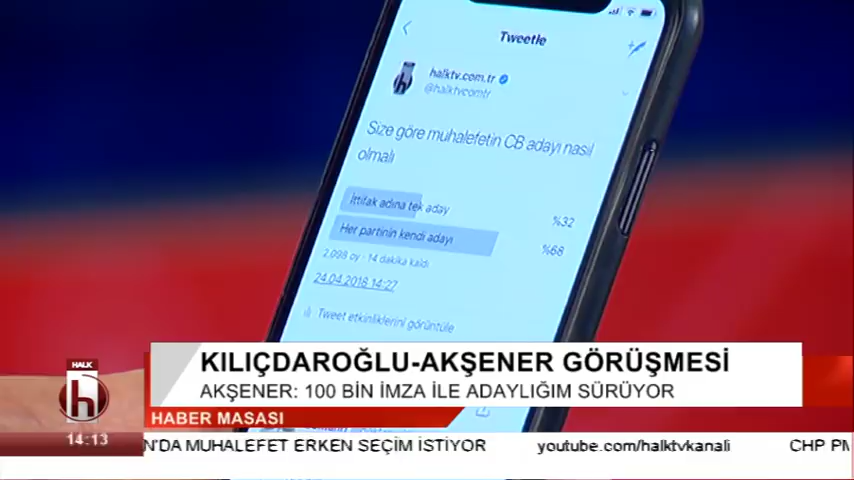 Tweetle
halktv.com.tr
@halktvcomtr
Size göre muhalefetin CB adayı nasıl
olmalı
İttifak adına tek aday %32
Her partinin kendi adayı %68
2.098 oy · 14 dakika kaldı
24.04.2018 14:27
Tweet etkinliklerini görüntüle
KILIÇDAROĞLU-AKŞENER GÖRÜŞMESİ
AKŞENER: 100 BİN İMZA İLE ADAYLIĞIM SÜRÜYOR
HABER MASASI
HALK
h
14:13
N'DA MUHALEFET ERKEN SEÇİM İSTİYOR youtube.com/halktvkanali CHP PM